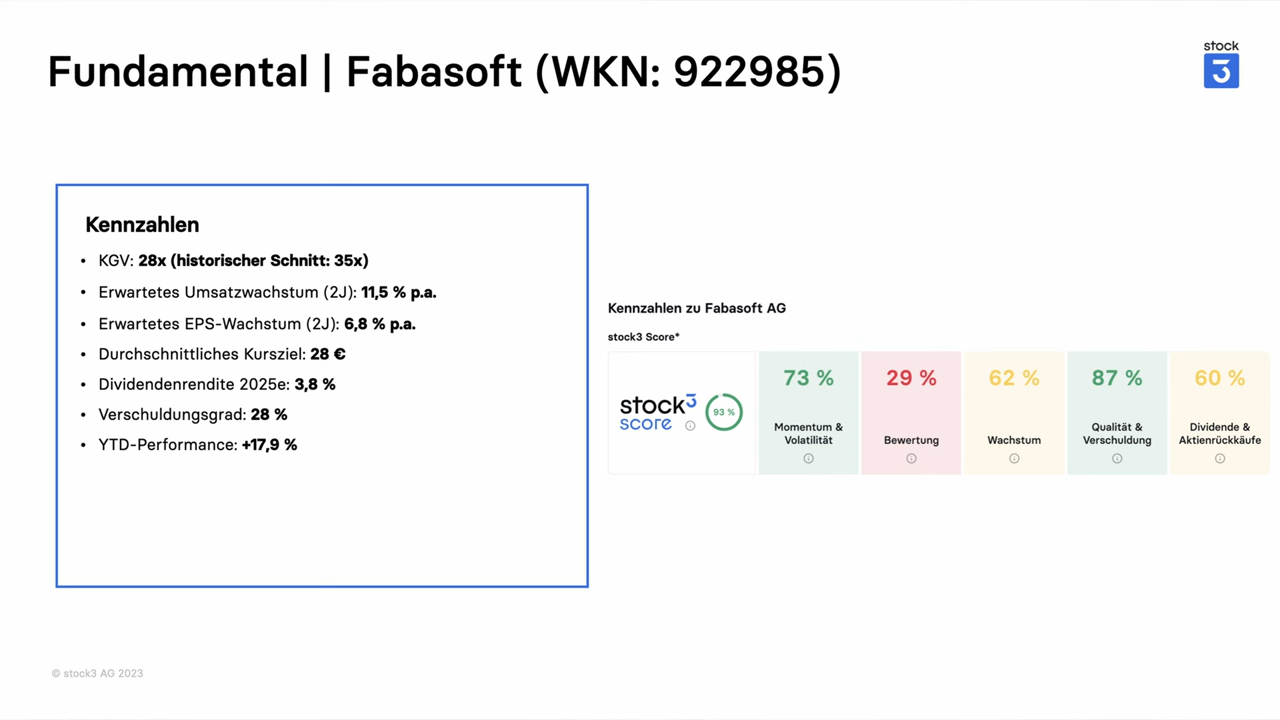 stock
3
Fundamental | Fabasoft (WKN: 922985)
Kennzahlen
• KGV: 28x (historischer Schnitt: 35x)
• Erwartetes Umsatzwachstum (2J): 11,5 % p.a.
• Erwartetes EPS-Wachstum (2J): 6,8 % p.a.
• Durchschnittliches Kursziel: 28 €
• Dividendenrendite 2025e: 3,8 %
• Verschuldungsgrad: 28 %
• YTD-Performance: +17,9 %
Kennzahlen zu Fabasoft AG
stock3 Score*
stock3
score
93 %
73 %
Momentum &
Volatilität
29 %
Bewertung
62 %
Wachstum
87 %
Qualität &
Verschuldung
60 %
Dividende &
Aktienrückkäufe
© stock3 AG 2023